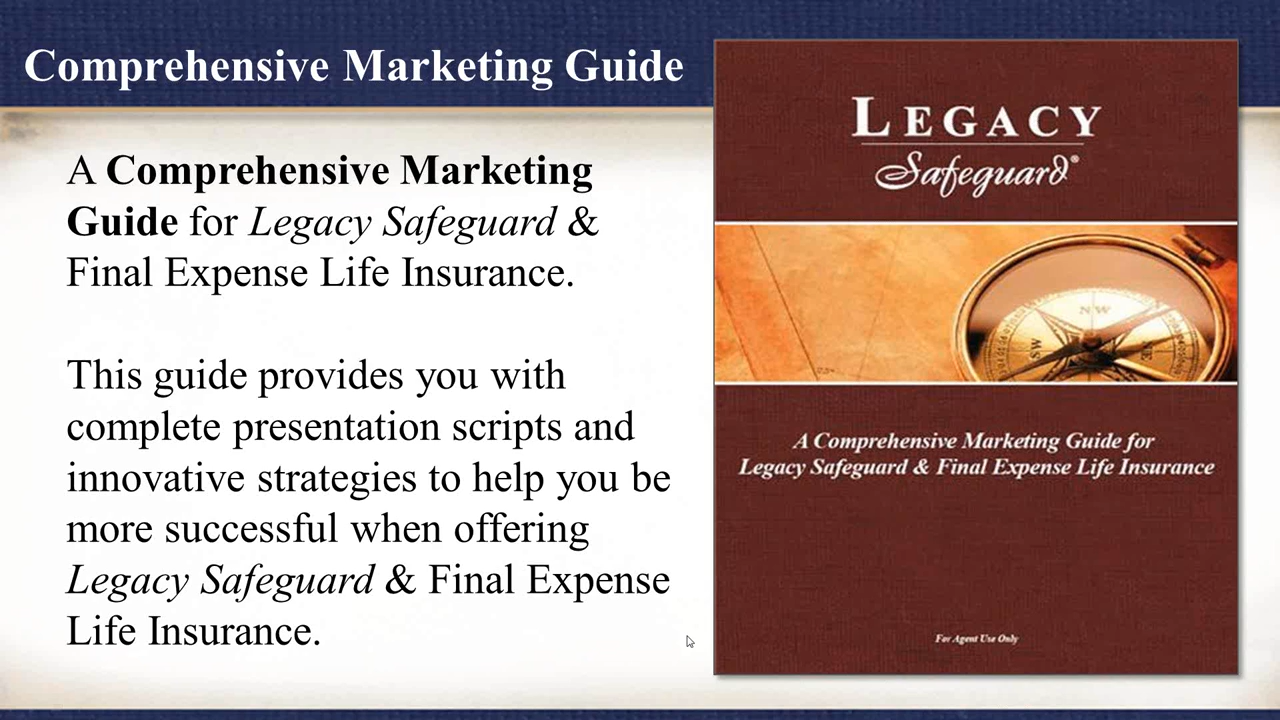 Comprehensive Marketing Guide
A Comprehensive Marketing
Guide for Legacy Safeguard &
Final Expense Life Insurance.
This guide provides you with
complete presentation scripts and
innovative strategies to help you be
more successful when offering
Legacy Safeguard & Final Expense
Life Insurance.
LEGACY
Safeguard®
NW
SW
A Comprehensive Marketing Guide for
Legacy Safeguard & Final Expense Life Insurance
For Agent Use Only